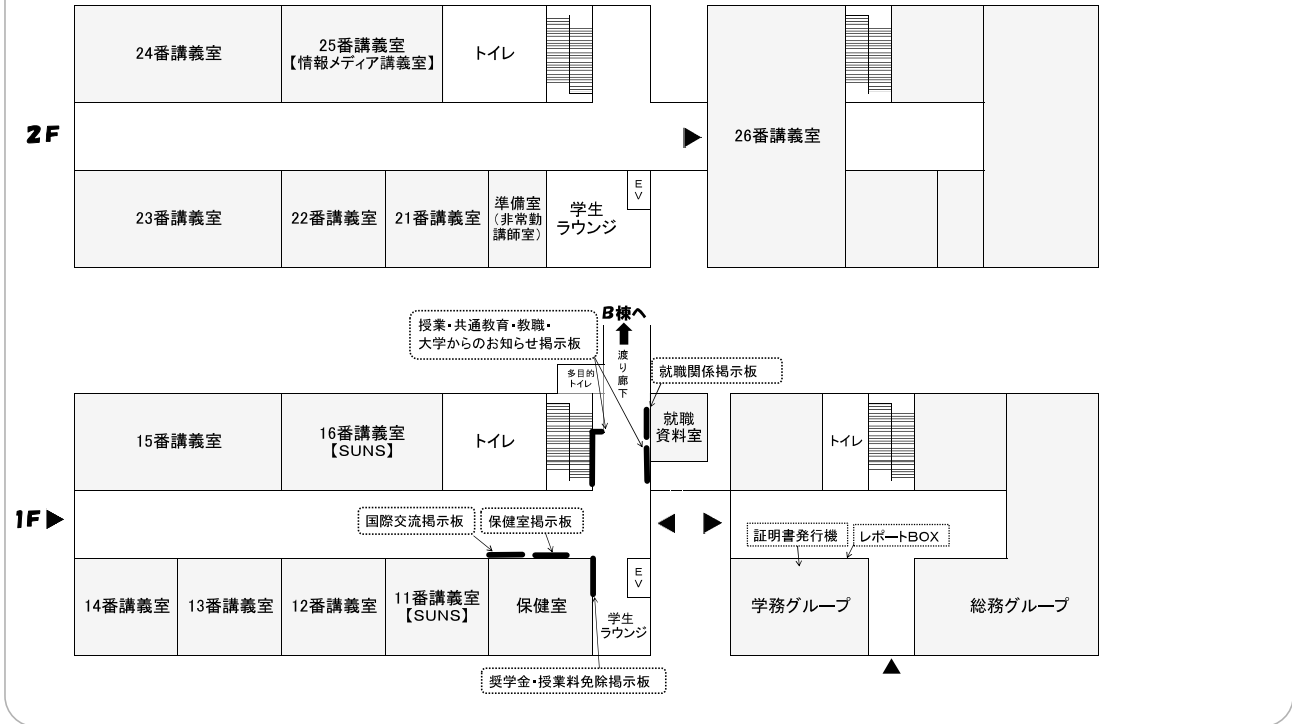 24番講義室
25番講義室
【情報メディア講義室】
トイレ
2F
26番講義室
23番講義室
22番講義室
21番講義室
準備室
(非常勤
講師室)
学生
ラウンジ
EV
B棟へ
授業・共通教育・教職・
大学からのお知らせ掲示板
渡り廊下
多目的
トイレ
就職関係掲示板
15番講義室
16番講義室
【SUNS】
トイレ
就職
資料室
トイレ
1F
国際交流掲示板
保健室掲示板
証明書発行機
レポートBOX
14番講義室
13番講義室
12番講義室
11番講義室
【SUNS】
保健室
EV
学生
ラウンジ
学務グループ
総務グループ
奨学金・授業料免除掲示板